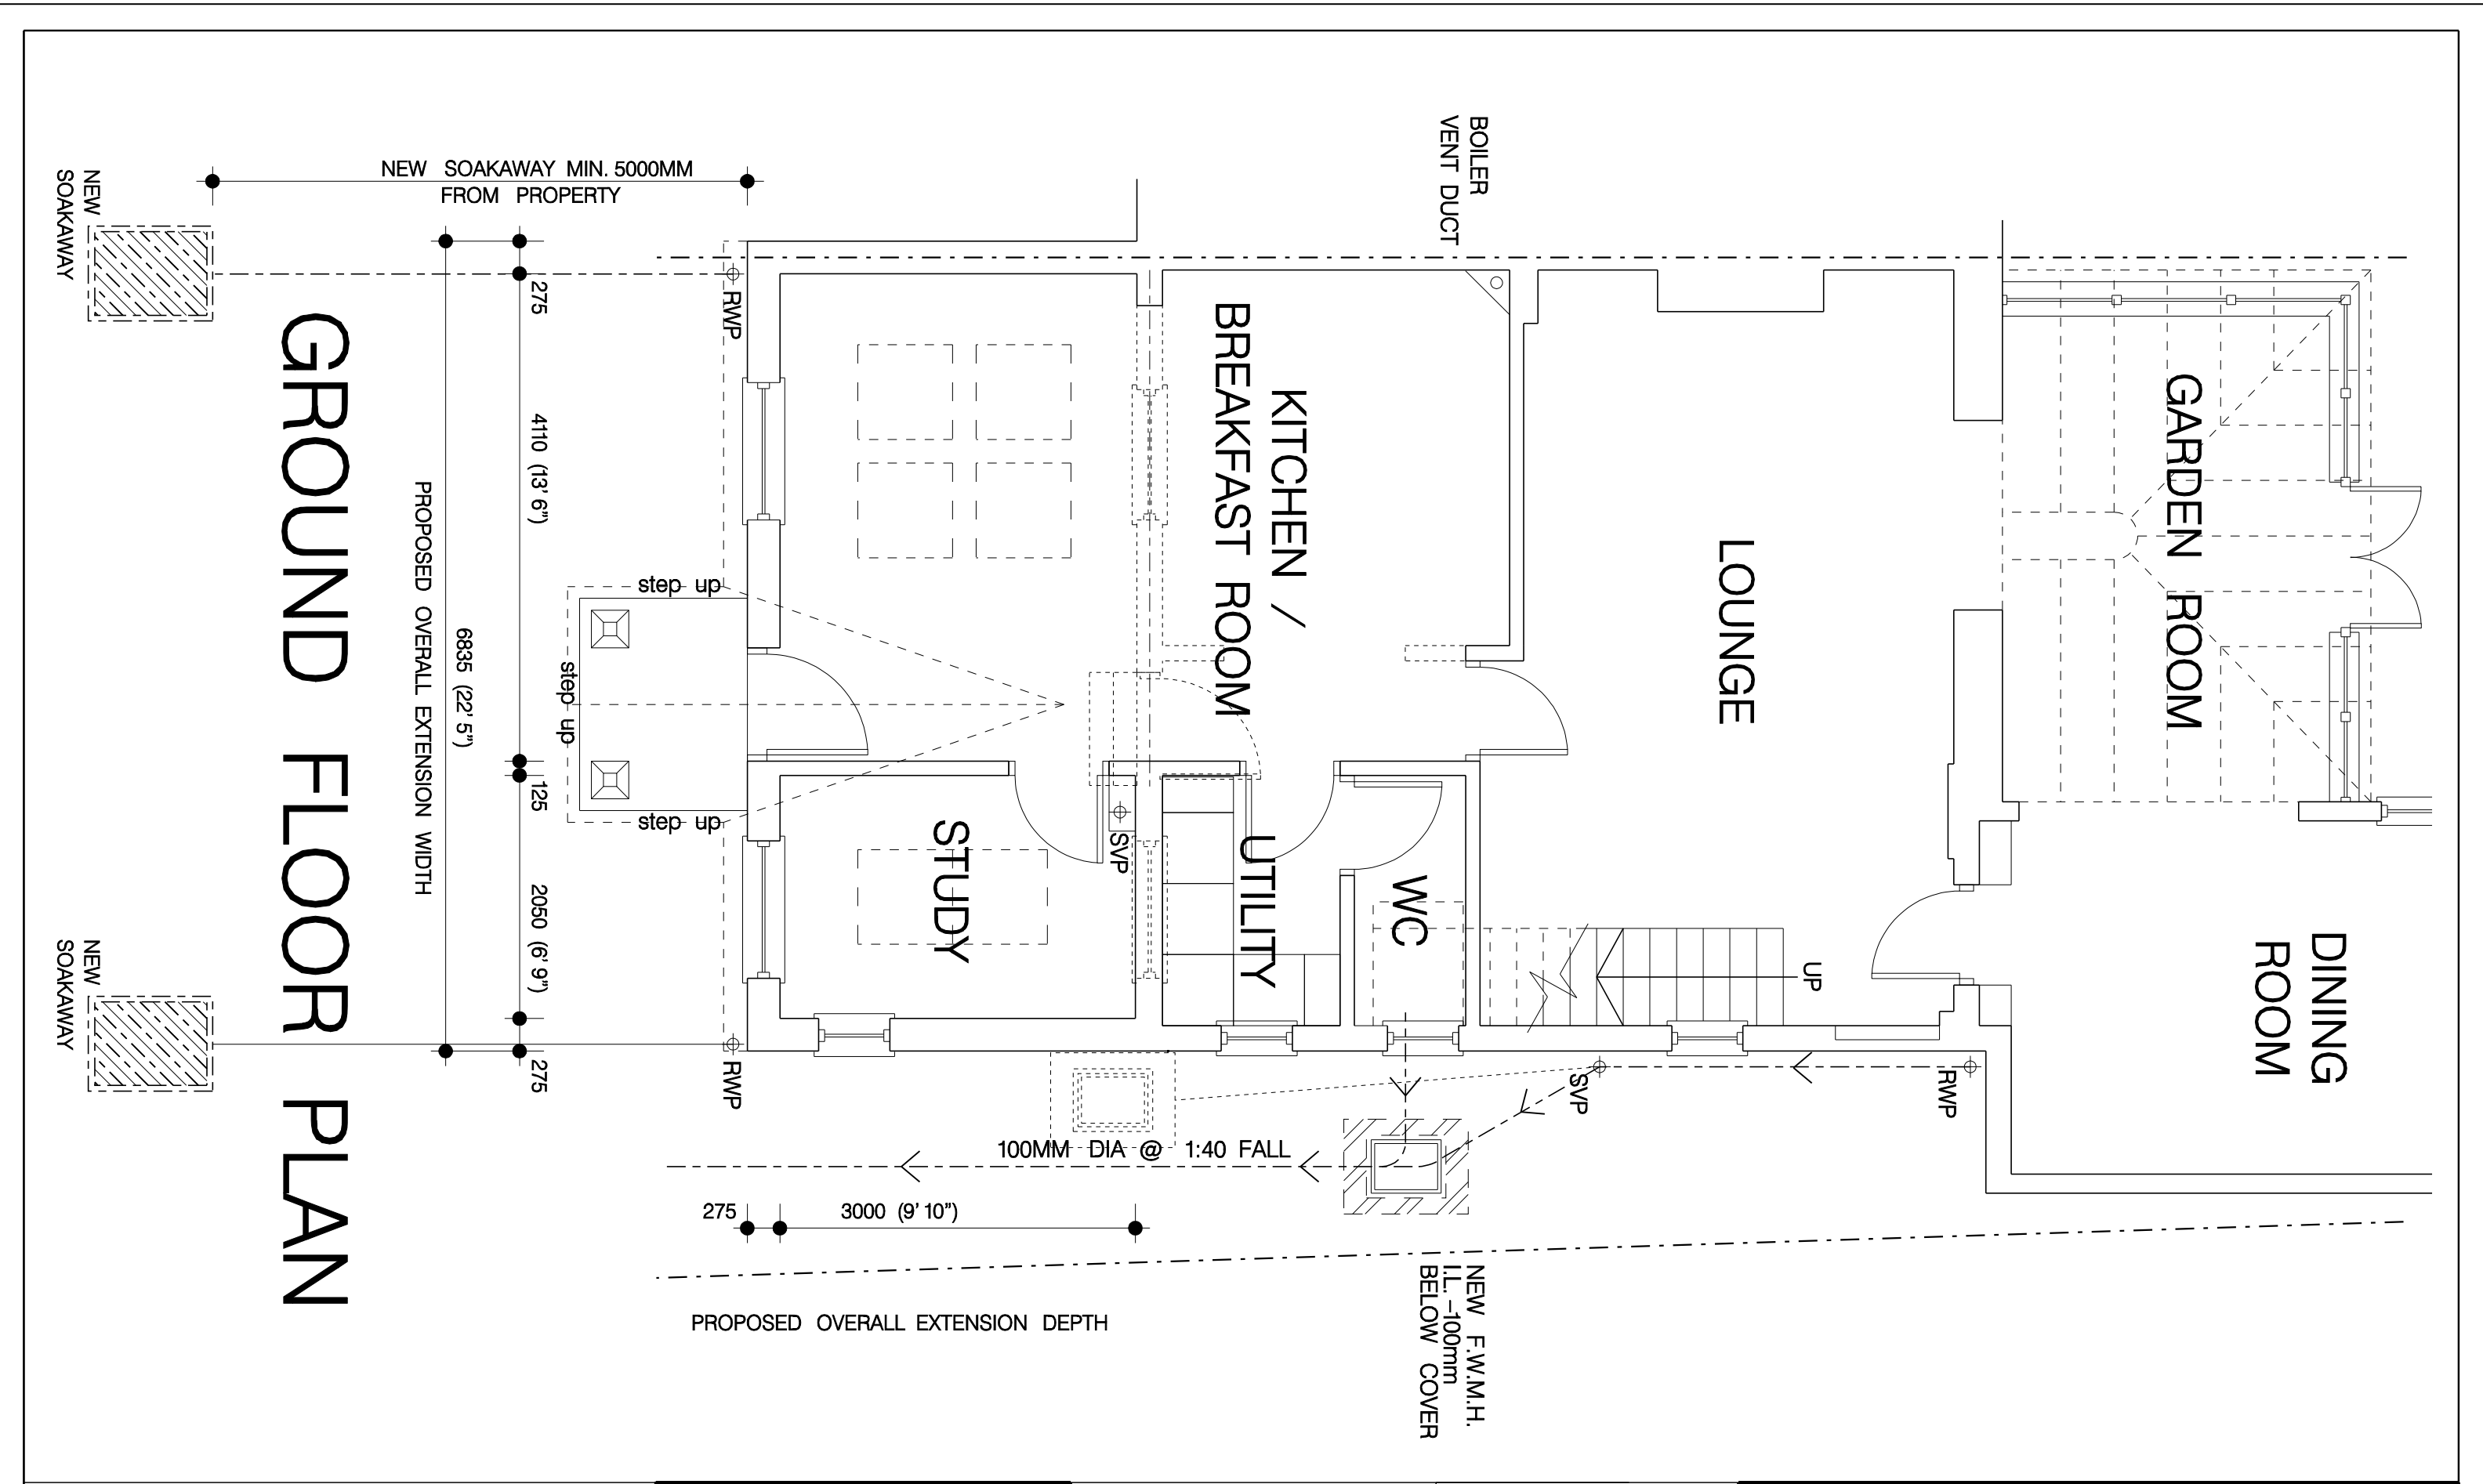 GROUND FLOOR PLAN
NEW SOAKAWAY MIN. 5000MM
FROM PROPERTY
NEW
SOAKAWAY
NEW
SOAKAWAY
BOILER
VENT DUCT
RWP
275
4110 (13' 6")
125
2050 (6' 9")
275
6835 (22' 5")
PROPOSED OVERALL EXTENSION WIDTH
step up
step up
step up
KITCHEN /
BREAKFAST ROOM
LOUNGE
GARDEN ROOM
DINING
ROOM
STUDY
SVP
UTILITY
WC
UP
RWP
SVP
RWP
100MM DIA @ 1:40 FALL
275
3000 (9' 10")
PROPOSED OVERALL EXTENSION DEPTH
NEW F.W.M.H.
I.L. -100mm
BELOW COVER